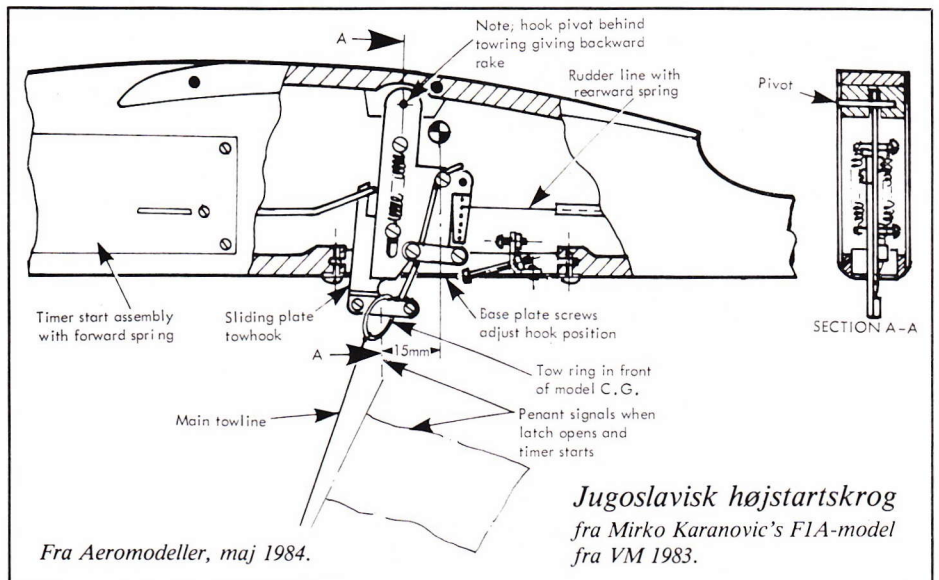 A
Note; hook pivot behind
towring giving backward
rake
Rudder line with
rearward spring
Pivot
Timer start assembly
with forward spring
Sliding plate
towhook
Base plate screws
adjust hook position
SECTION A-A
A
15mm
Tow ring in front
of model C.G.
Main towline
Penant signals when
latch opens and
timer starts
Jugoslavisk højstartskrog
fra Mirko Karanovic's F1A-model
fra VM 1983.
Fra Aeromodeller, maj 1984.